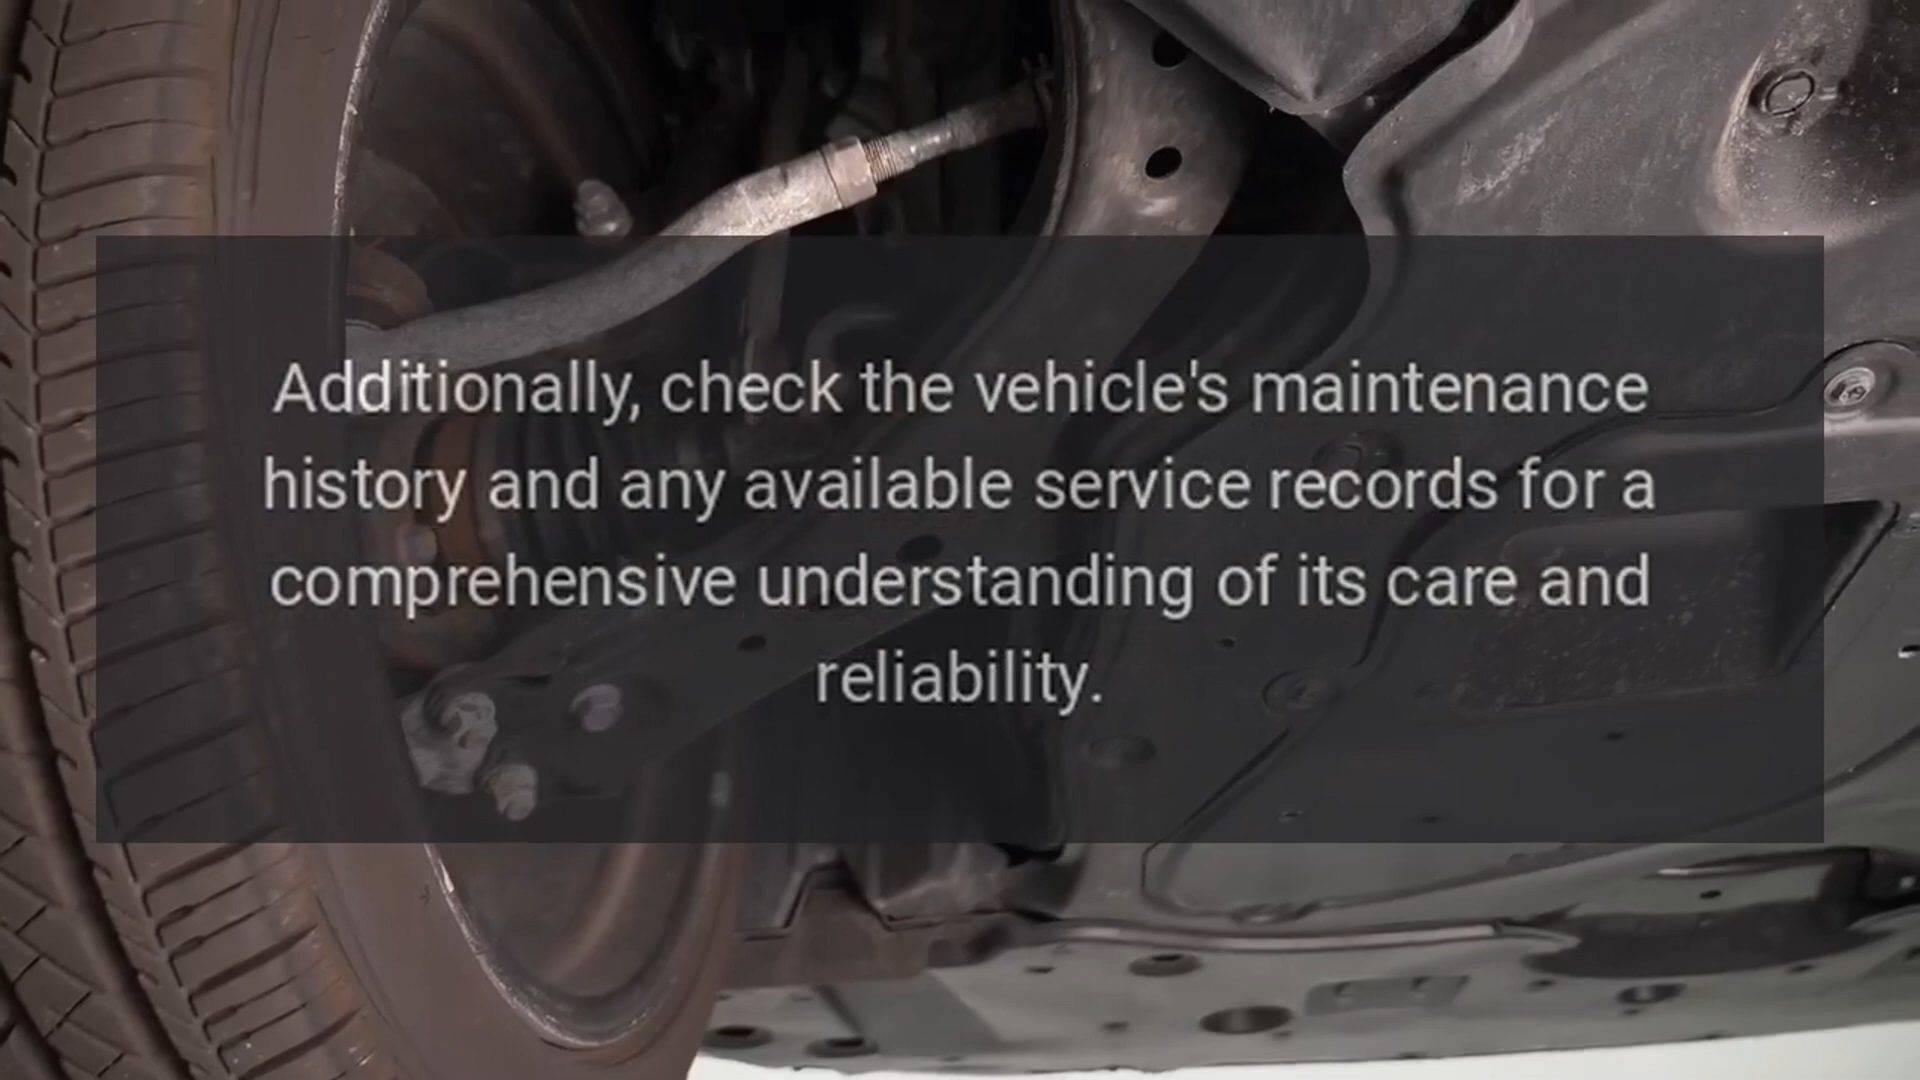 Additionally, check the vehicle's maintenance
history and any available service records for a
comprehensive understanding of its care and
reliability.